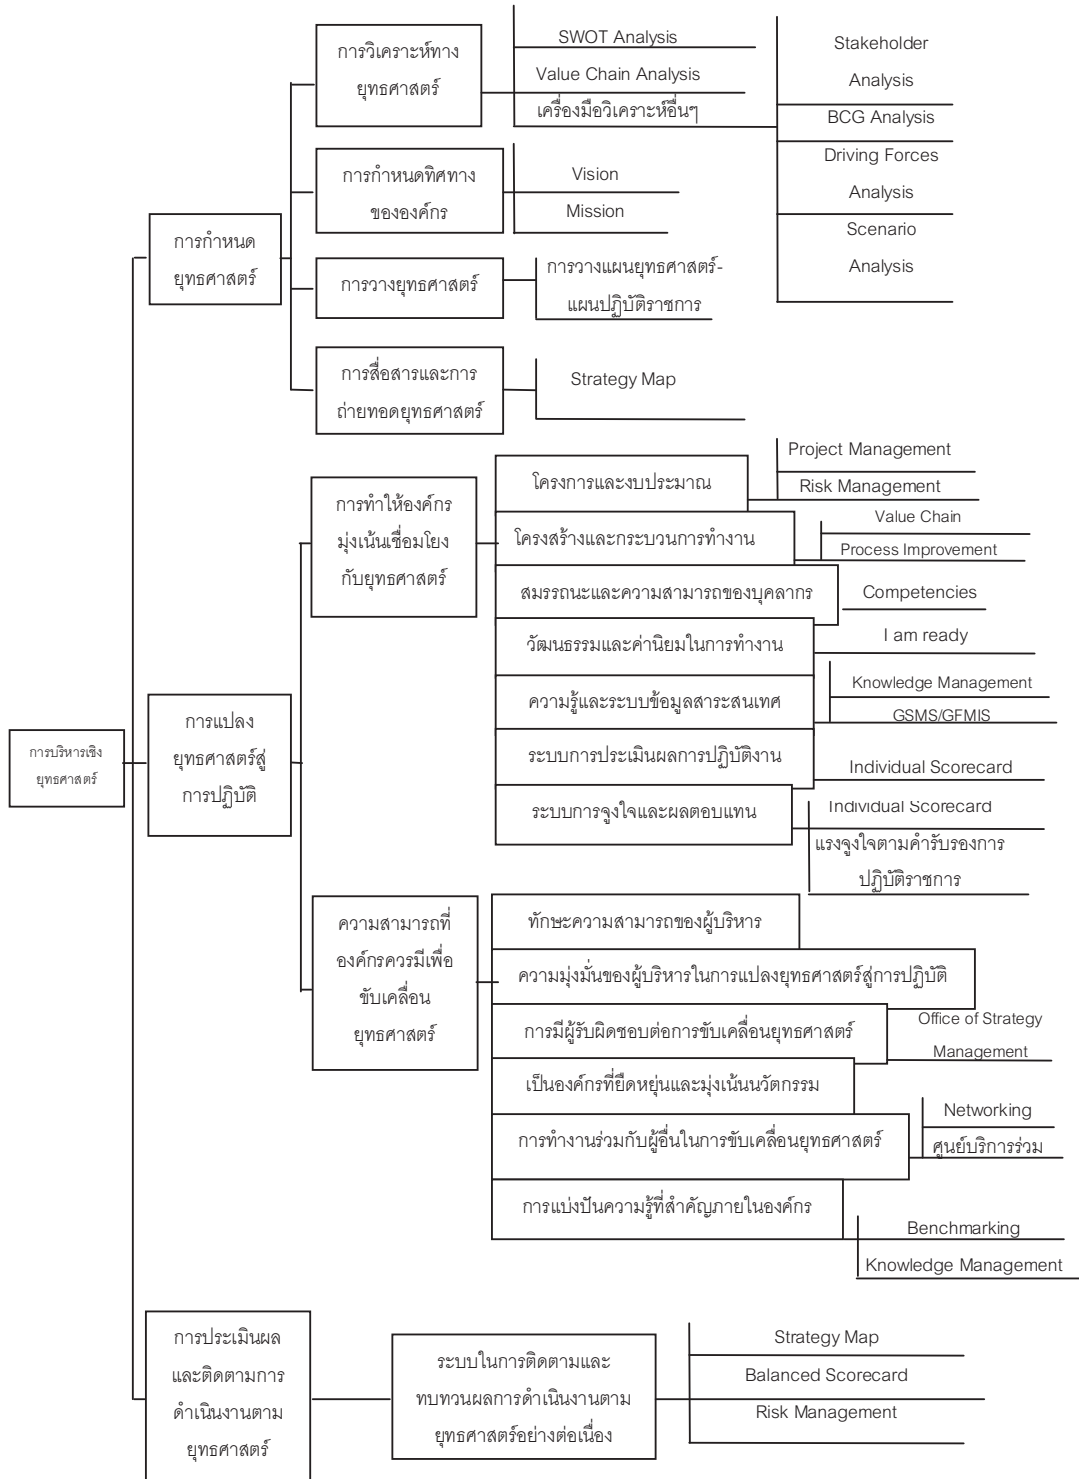 การบริหารเชิง
ยุทธศาสตร์
การกำหนด
ยุทธศาสตร์
การวิเคราะห์ทาง
ยุทธศาสตร์
SWOT Analysis
Value Chain Analysis
เครื่องมือวิเคราะห์อื่นๆ
Stakeholder
Analysis
BCG Analysis
Driving Forces
Analysis
Scenario
Analysis
การกำหนดทิศทาง
ขององค์กร
Vision
Mission
การวางยุทธศาสตร์
การวางแผนยุทธศาสตร์-
แผนปฏิบัติราชการ
การสื่อสารและการ
ถ่ายทอดยุทธศาสตร์
Strategy Map
การแปลง
ยุทธศาสตร์สู่
การปฏิบัติ
การทำให้องค์กร
มุ่งเน้นเชื่อมโยง
กับยุทธศาสตร์
โครงการและงบประมาณ
Project Management
Risk Management
โครงสร้างและกระบวนการทำงาน
Value Chain
Process Improvement
สมรรถนะและความสามารถของบุคลากร
Competencies
วัฒนธรรมและค่านิยมในการทำงาน
I am ready
ความรู้และระบบข้อมูลสาระสนเทศ
Knowledge Management
GSMS/GFMIS
ระบบการประเมินผลการปฏิบัติงาน
Individual Scorecard
ระบบการจูงใจและผลตอบแทน
Individual Scorecard
แรงจูงใจตามคำรับรองการ
ปฏิบัติราชการ
ความสามารถที่
องค์กรควรมีเพื่อ
ขับเคลื่อน
ยุทธศาสตร์
ทักษะความสามารถของผู้บริหาร
ความมุ่งมั่นของผู้บริหารในการแปลงยุทธศาสตร์สู่การปฏิบัติ
การมีผู้รับผิดชอบต่อการขับเคลื่อนยุทธศาสตร์
Office of Strategy
Management
เป็นองค์กรที่ยืดหยุ่นและมุ่งเน้นนวัตกรรม
การทำงานร่วมกับผู้อื่นในการขับเคลื่อนยุทธศาสตร์
Networking
ศูนย์บริการร่วม
การแบ่งปันความรู้ที่สำคัญภายในองค์กร
Benchmarking
Knowledge Management
การประเมินผล
และติดตามการ
ดำเนินงานตาม
ยุทธศาสตร์
ระบบในการติดตามและ
ทบทวนผลการดำเนินงานตาม
ยุทธศาสตร์อย่างต่อเนื่อง
Strategy Map
Balanced Scorecard
Risk Management